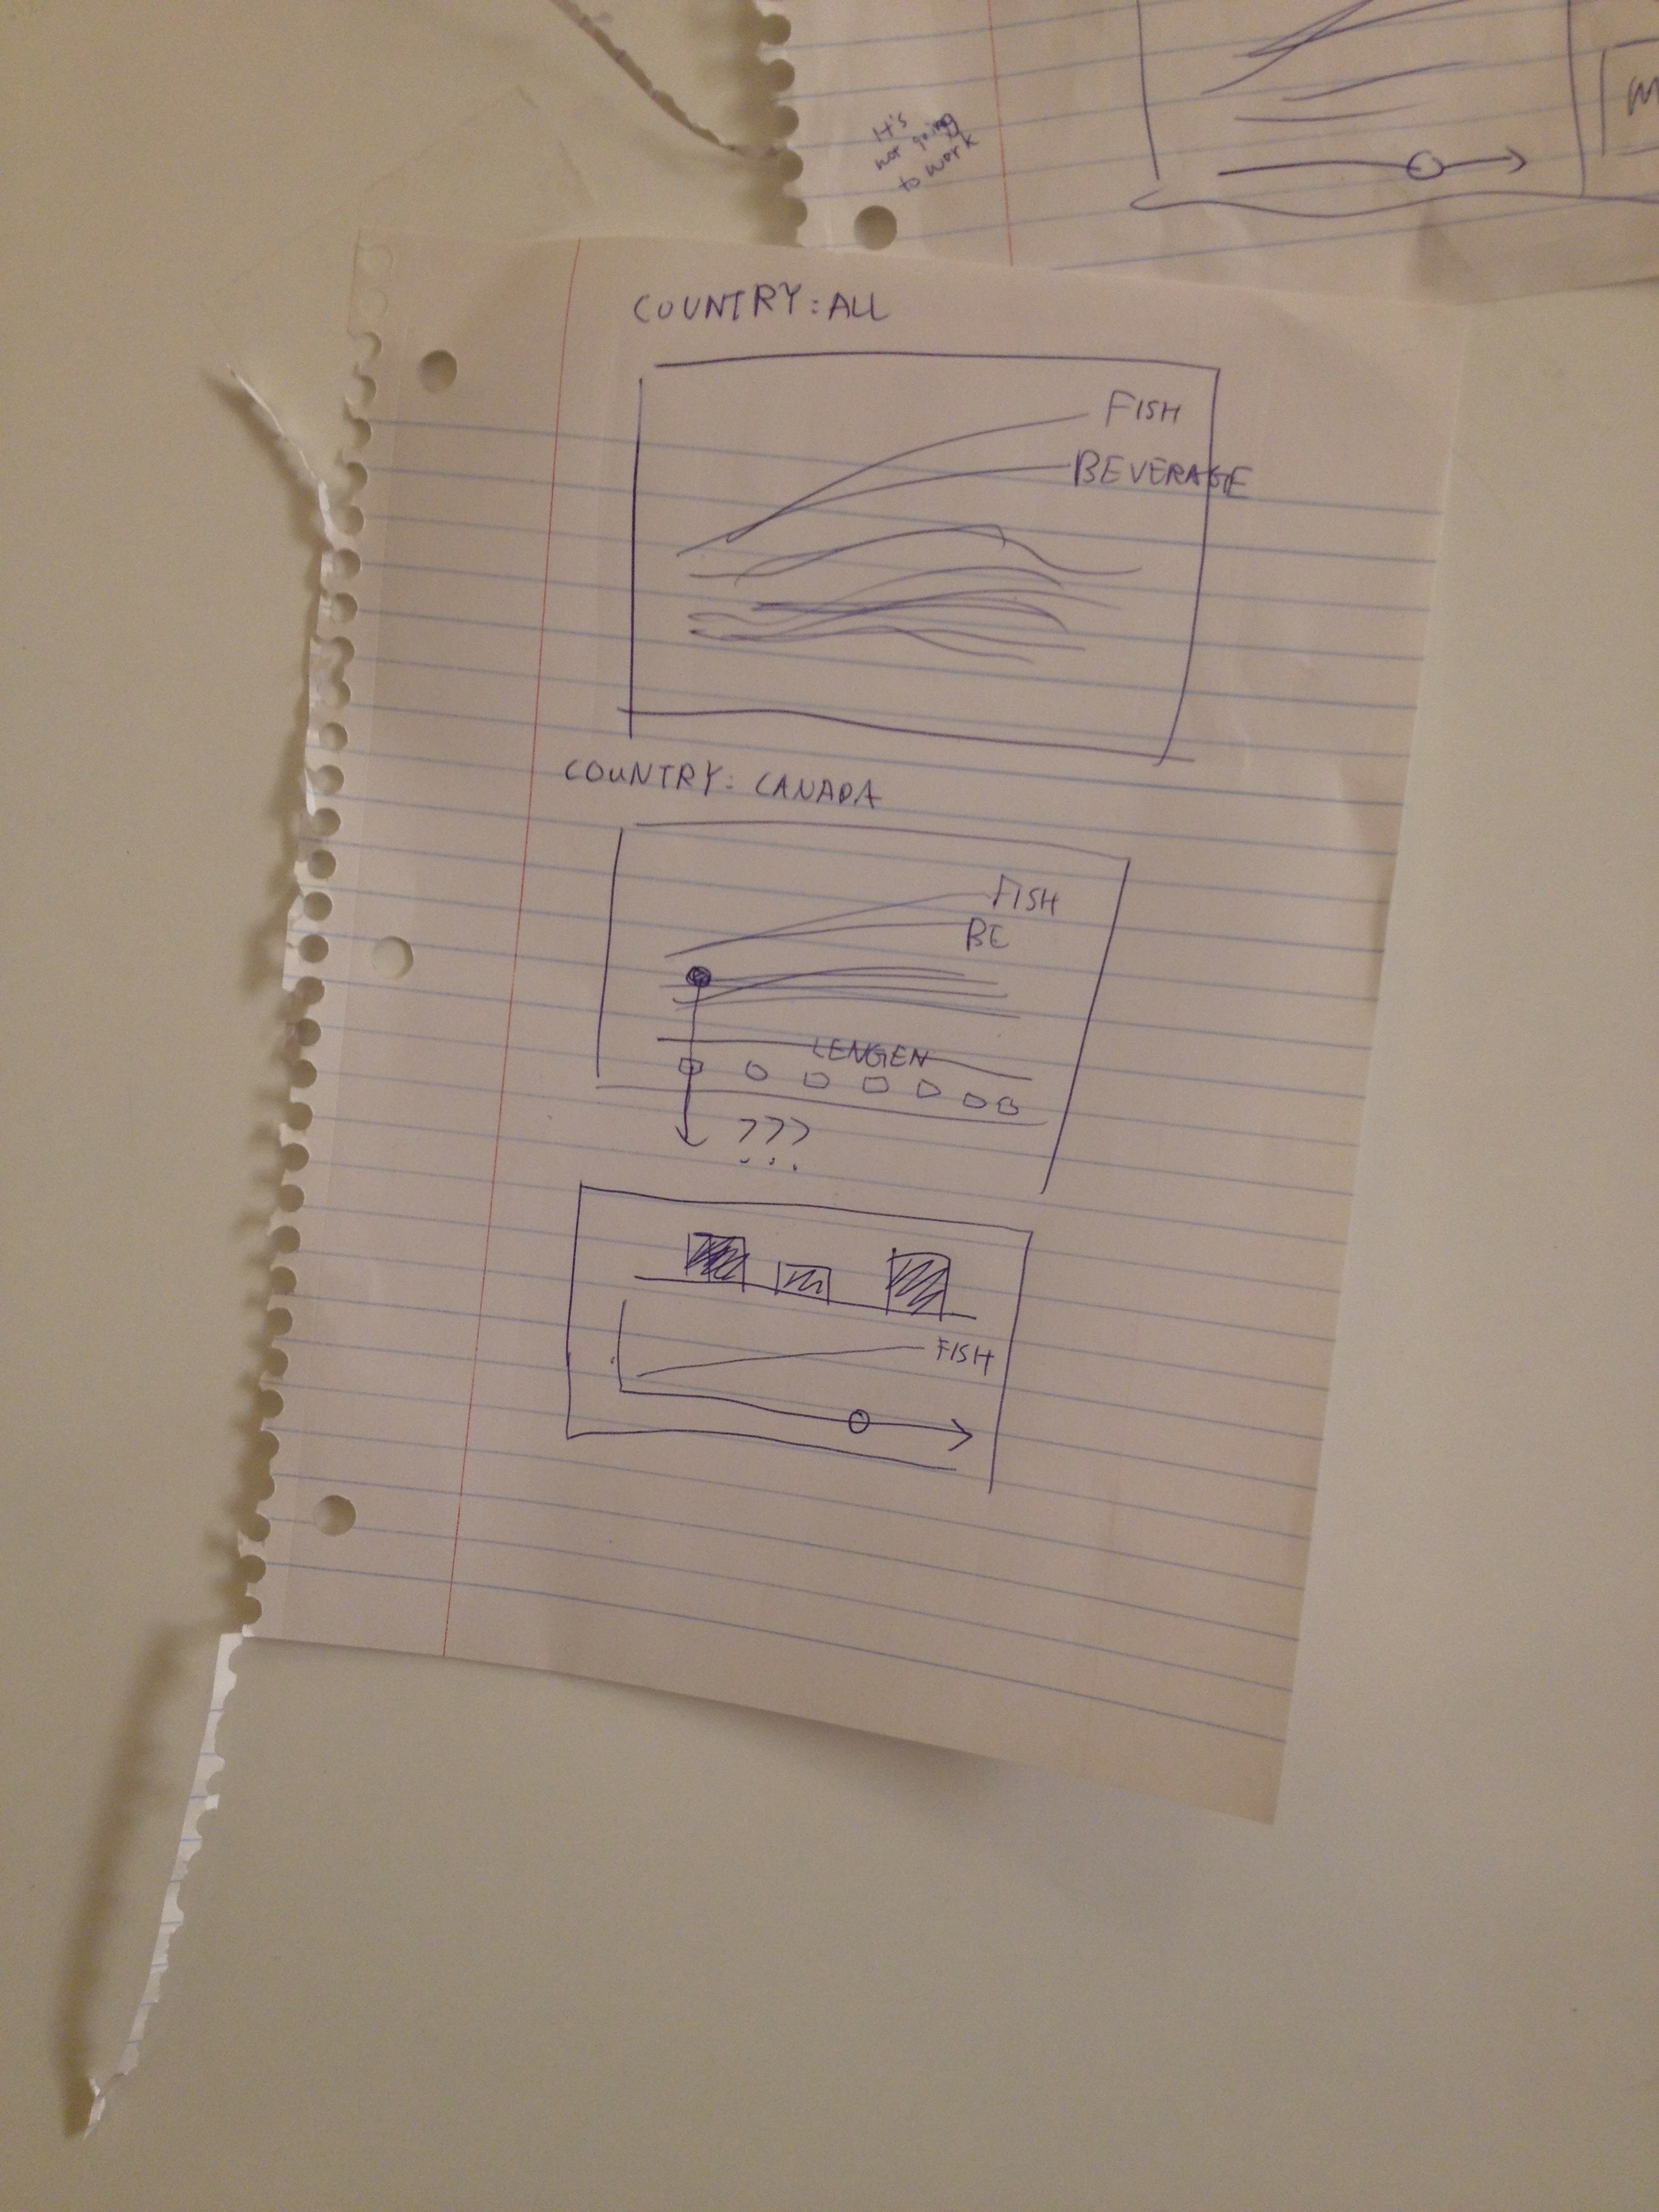 It's
not going
to work
M
COUNTRY: ALL
FISH
BEVERAGE
COUNTRY: CANADA
FISH
BE
LENGEN
???
FISH